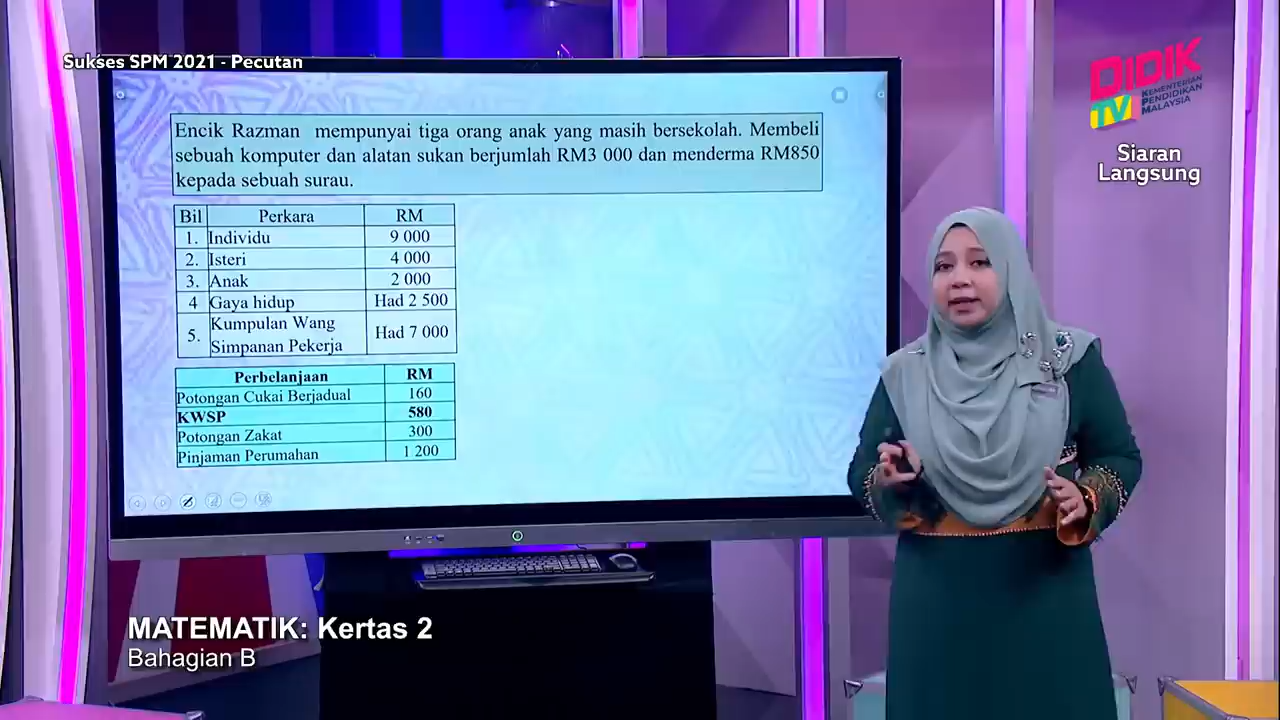 Sukses SPM 2021 - Pecutan
DIDIK
TV
KEMENTERIAN
PENDIDIKAN
MALAYSIA
Siaran
Langsung
Encik Razman mempunyai tiga orang anak yang masih bersekolah. Membeli
sebuah komputer dan alatan sukan berjumlah RM3 000 dan menderma RM850
kepada sebuah surau.
Bil Perkara RM
1. Individu 9 000
2. Isteri 4 000
3. Anak 2 000
4 Gaya hidup Had 2 500
5. Kumpulan Wang
Simpanan Pekerja Had 7 000
Perbelanjaan RM
Potongan Cukai Berjadual 160
KWSP 580
Potongan Zakat 300
Pinjaman Perumahan 1 200
MATEMATIK: Kertas 2
Bahagian B